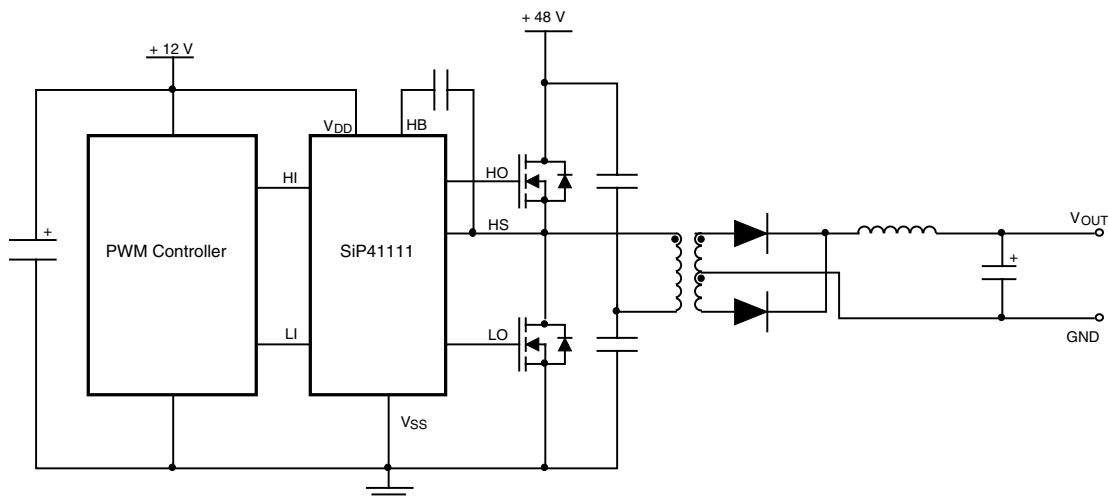 + 48 V
+ 12 V
VDD
HB
HI
HO
HS
VOUT
+
PWM Controller
SiP41111
+
LI
LO
GND
VSS